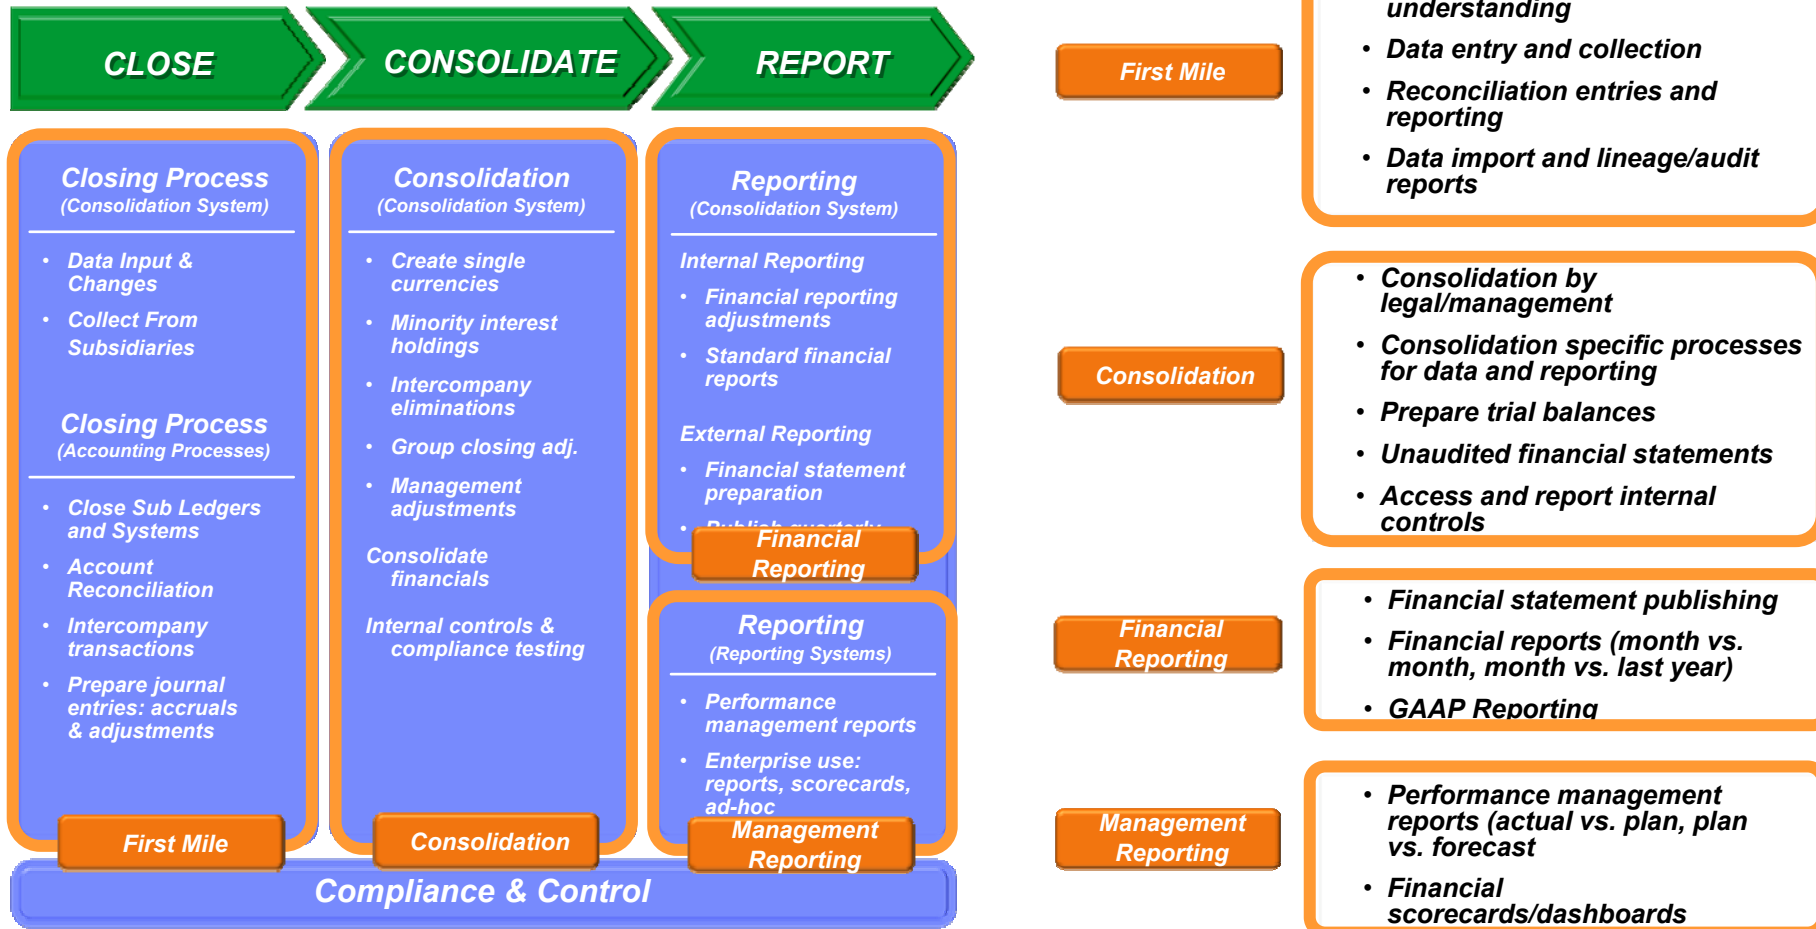 CLOSE
CONSOLIDATE
REPORT
Closing Process
(Consolidation System)
• Data Input &
Changes
• Collect From
Subsidiaries
Closing Process
(Accounting Processes)
• Close Sub Ledgers
and Systems
• Account
Reconciliation
• Intercompany
transactions
• Prepare journal
entries: accruals
& adjustments
First Mile
Consolidation
(Consolidation System)
• Create single
currencies
• Minority interest
holdings
• Intercompany
eliminations
• Group closing adj.
• Management
adjustments
Consolidate
financials
Internal controls &
compliance testing
Consolidation
Reporting
(Consolidation System)
Internal Reporting
• Financial reporting
adjustments
• Standard financial
reports
External Reporting
• Financial statement
preparation
• Publish quarterly
Financial
Reporting
Reporting
(Reporting Systems)
• Performance
management reports
• Enterprise use:
reports, scorecards,
ad-hoc
Management
Reporting
Compliance & Control
First Mile
understanding
• Data entry and collection
• Reconciliation entries and
reporting
• Data import and lineage/audit
reports
Consolidation
• Consolidation by
legal/management
• Consolidation specific processes
for data and reporting
• Prepare trial balances
• Unaudited financial statements
• Access and report internal
controls
Financial
Reporting
• Financial statement publishing
• Financial reports (month vs.
month, month vs. last year)
• GAAP Reporting
Management
Reporting
• Performance management
reports (actual vs. plan, plan
vs. forecast
• Financial
scorecards/dashboards